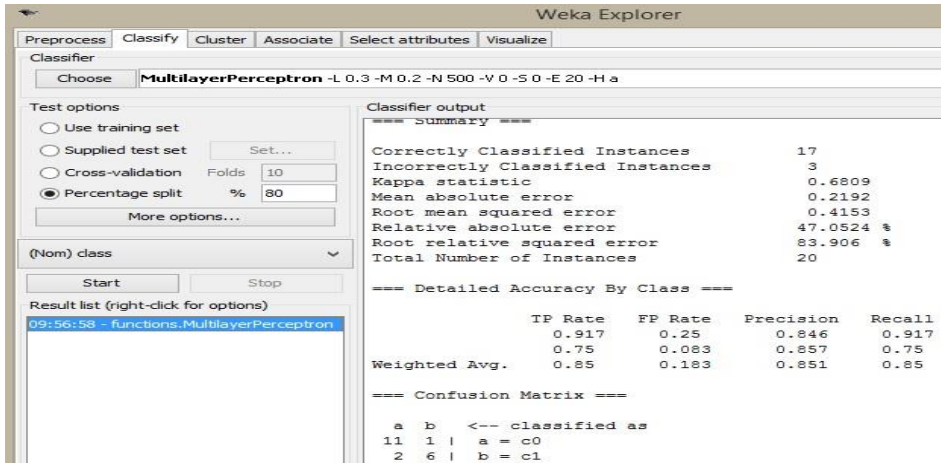 Weka Explorer
Preprocess Classify Cluster Associate Select attributes Visualize
Classifier
Choose MultilayerPerceptron -L 0.3 -M 0.2 -N 500 -V 0 -S 0 -E 20 -H a
Test options
Use training set
Supplied test set Set...
Cross-validation Folds 10
Percentage split % 80
More options...
(Nom) class
Start Stop
Result list (right-click for options)
09:56:58 - functions.MultilayerPerceptron
Classifier output
=== Summary ===
Correctly Classified Instances 17
Incorrectly Classified Instances 3
Kappa statistic 0.6809
Mean absolute error 0.2192
Root mean squared error 0.4153
Relative absolute error 47.0524 %
Root relative squared error 83.906 %
Total Number of Instances 20
=== Detailed Accuracy By Class ===
TP Rate FP Rate Precision Recall
0.917 0.25 0.846 0.917
0.75 0.083 0.857 0.75
Weighted Avg. 0.85 0.183 0.851 0.85
=== Confusion Matrix ===
a b <-- classified as
11 1 | a = c0
2 6 | b = c1